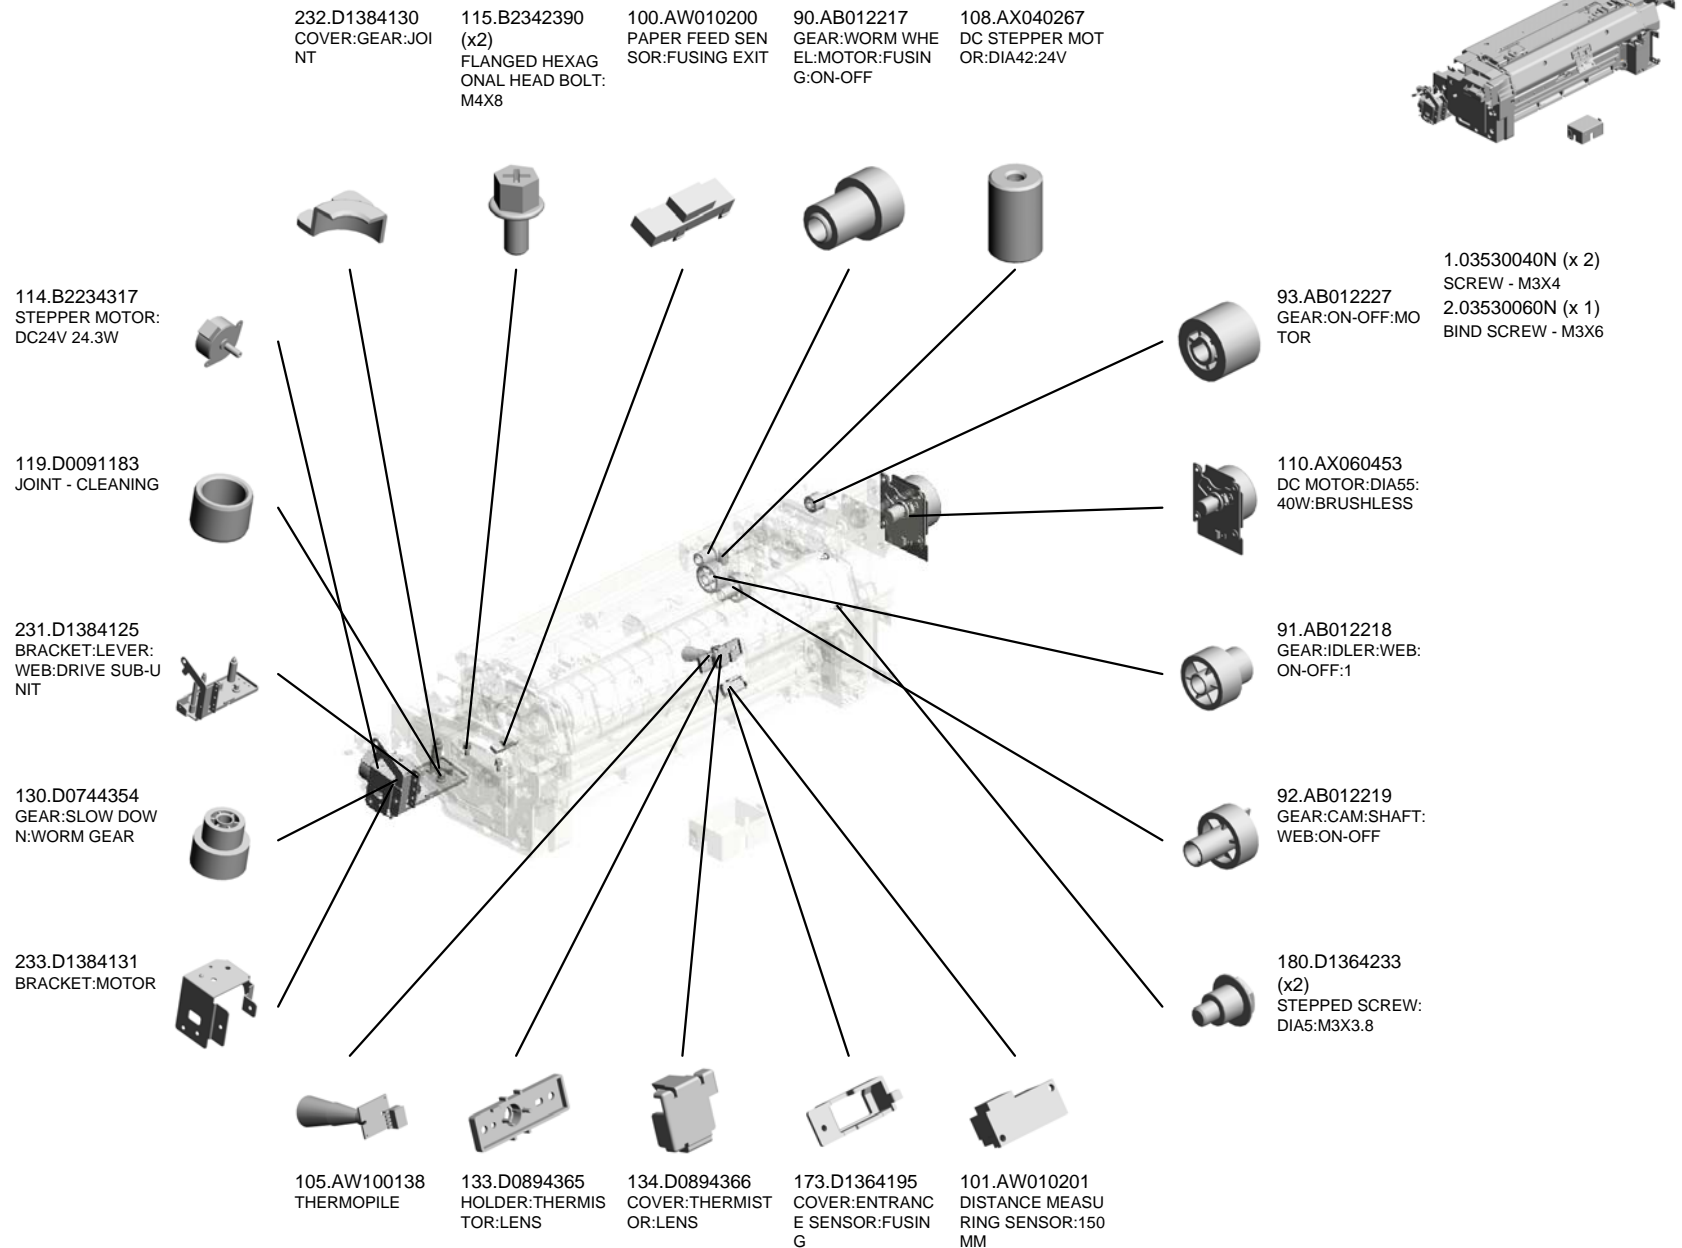 232.D1384130
COVER:GEAR:JOI
NT
115.B2342390
(x2)
FLANGED HEXAG
ONAL HEAD BOLT:
M4X8
100.AW010200
PAPER FEED SEN
SOR:FUSING EXIT
90.AB012217
GEAR:WORM WHE
EL:MOTOR:FUSIN
G:ON-OFF
108.AX040267
DC STEPPER MOT
OR:DIA42:24V
114.B2234317
STEPPER MOTOR:
DC24V 24.3W
119.D0091183
JOINT - CLEANING
231.D1384125
BRACKET:LEVER:
WEB:DRIVE SUB-U
NIT
130.D0744354
GEAR:SLOW DOW
N:WORM GEAR
233.D1384131
BRACKET:MOTOR
93.AB012227
GEAR:ON-OFF:MO
TOR
1.03530040N (x 2)
SCREW - M3X4
2.03530060N (x 1)
BIND SCREW - M3X6
110.AX060453
DC MOTOR:DIA55:
40W:BRUSHLESS
91.AB012218
GEAR:IDLER:WEB:
ON-OFF:1
92.AB012219
GEAR:CAM:SHAFT:
WEB:ON-OFF
180.D1364233
(x2)
STEPPED SCREW:
DIA5:M3X3.8
105.AW100138
THERMOPILE
133.D0894365
HOLDER:THERMIS
TOR:LENS
134.D0894366
COVER:THERMIST
OR:LENS
173.D1364195
COVER:ENTRANC
E SENSOR:FUSIN
G
101.AW010201
DISTANCE MEASU
RING SENSOR:150
MM